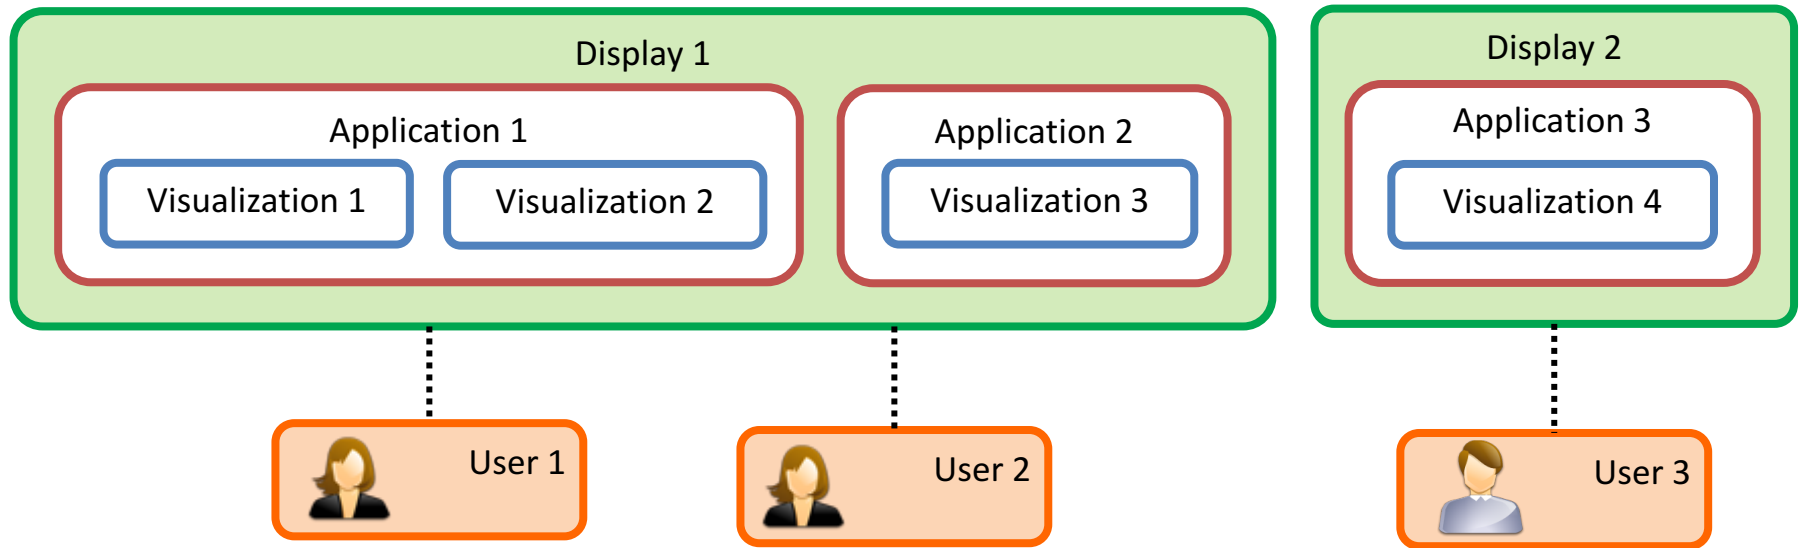 Display 1
Application 1
Visualization 1
Visualization 2
Application 2
Visualization 3
Display 2
Application 3
Visualization 4
User 1
User 2
User 3